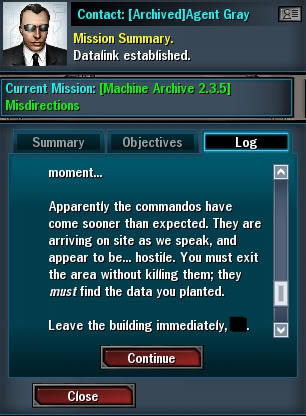 Contact: [Archived]Agent Gray
Mission Summary.
Datalink established.
Current Mission: [Machine Archive 2.3.5]
Misdirections
Summary
Objectives
Log
moment...
Apparently the commandos have
come sooner than expected. They are
arriving on site as we speak, and
appear to be... hostile. You must exit
the area without killing them; they
must find the data you planted.
Leave the building immediately, .
Continue
Close